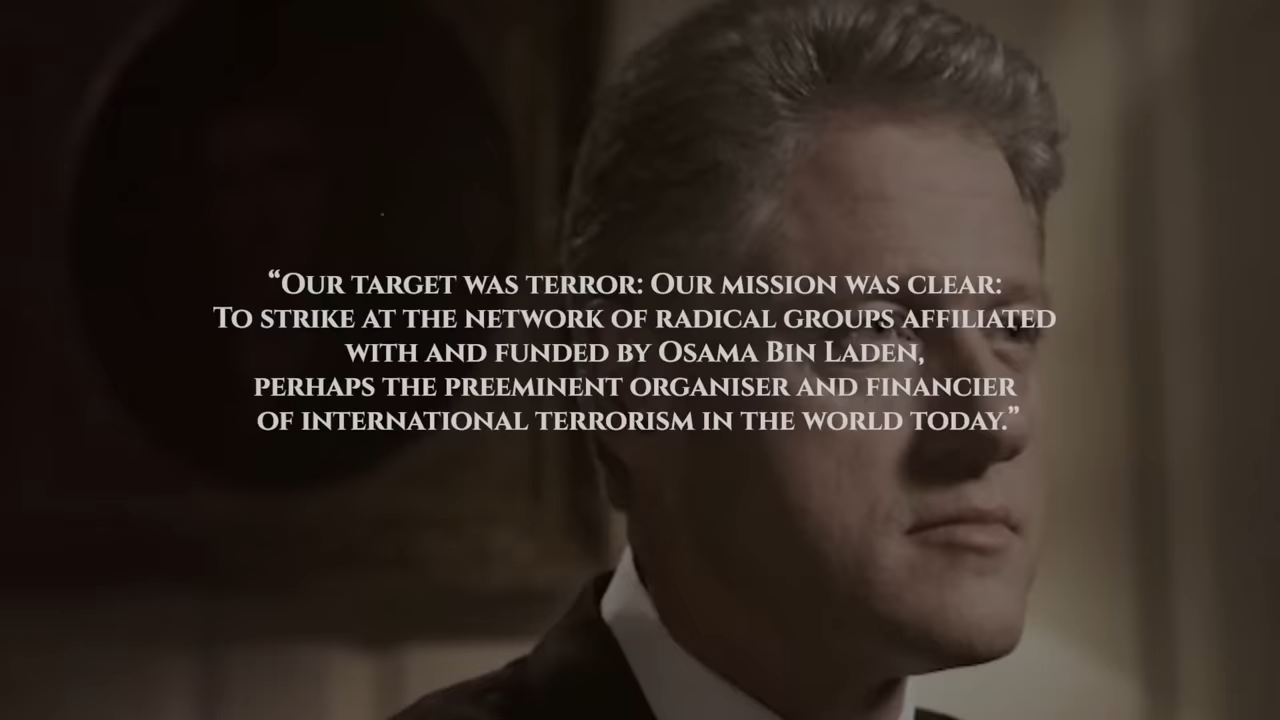 “Our target was terror: Our mission was clear:
To strike at the network of radical groups affiliated
with and funded by Osama Bin Laden,
perhaps the preeminent organiser and financier
of international terrorism in the world today.”